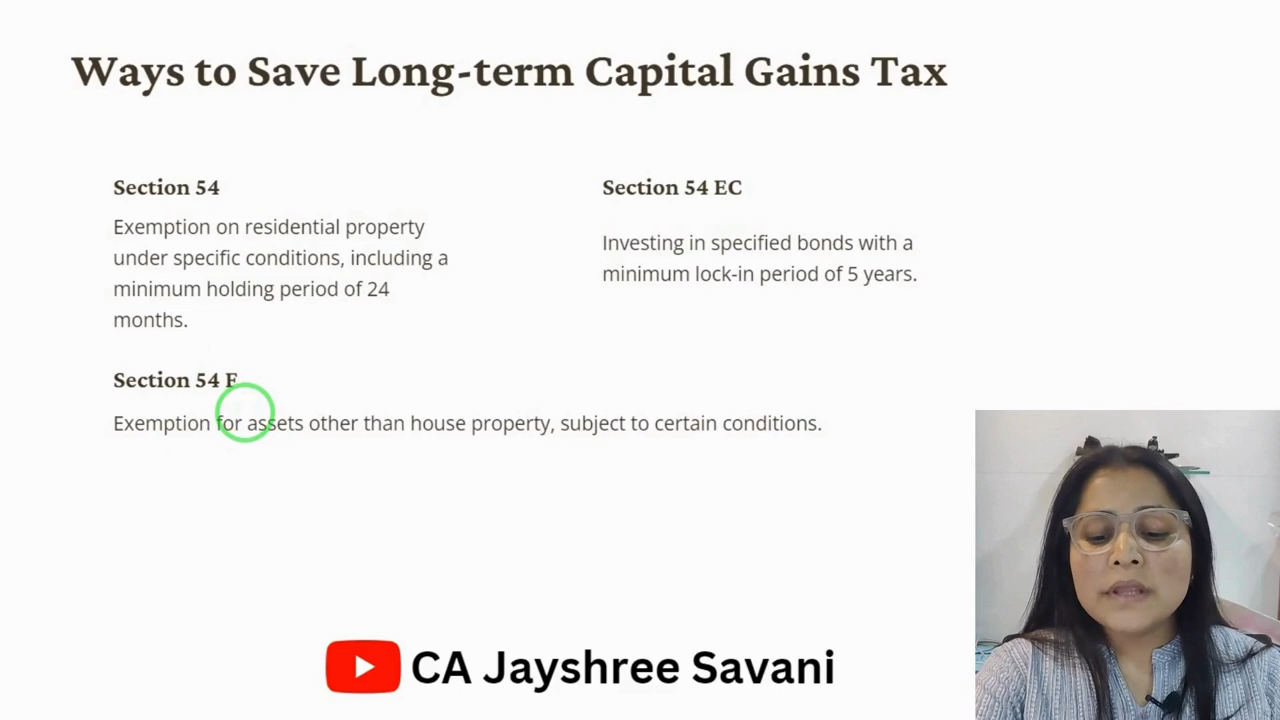 Ways to Save Long-term Capital Gains Tax
Section 54
Exemption on residential property
under specific conditions, including a
minimum holding period of 24
months.
Section 54 EC
Investing in specified bonds with a
minimum lock-in period of 5 years.
Section 54 F
Exemption for assets other than house property, subject to certain conditions.
CA Jayshree Savani